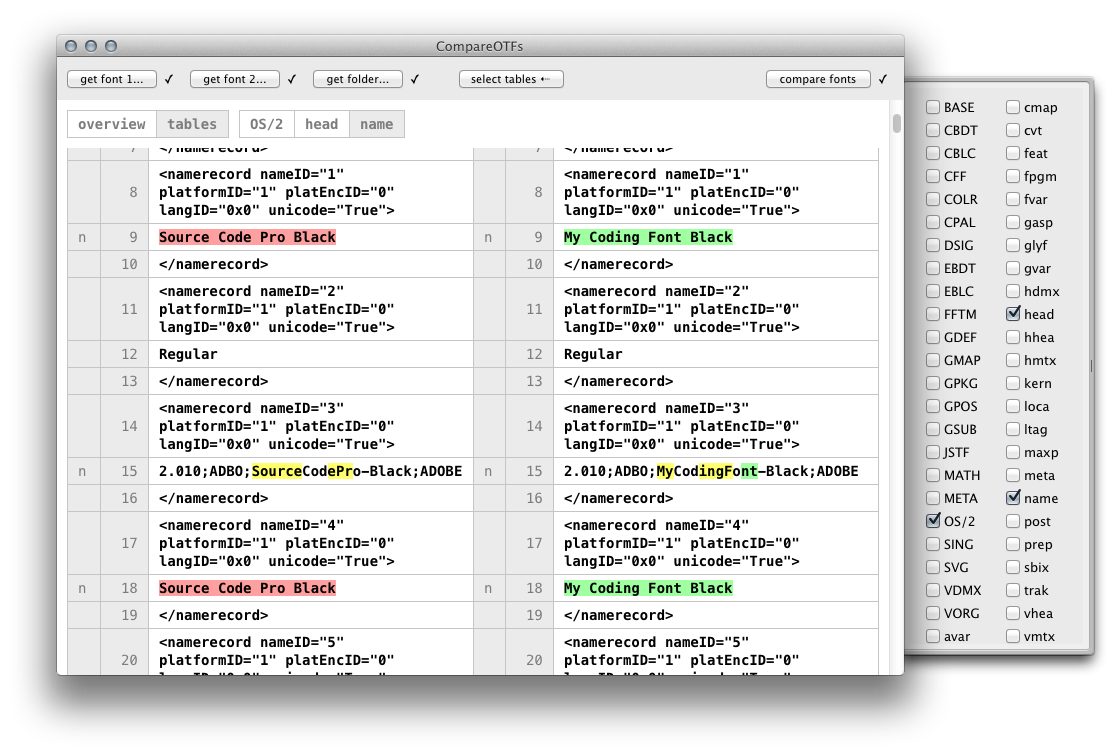 CompareOTFs
get font 1... ✓ get font 2... ✓ get folder... ✓ select tables ⇠ compare fonts ✓
overview tables OS/2 head name
7 </namerecord> 7 </namerecord>
8 <namerecord nameID="1" 8 <namerecord nameID="1"
platformID="1" platEncID="0" platformID="1" platEncID="0"
langID="0x0" unicode="True"> langID="0x0" unicode="True">
n 9 Source Code Pro Black n 9 My Coding Font Black
10 </namerecord> 10 </namerecord>
11 <namerecord nameID="2" 11 <namerecord nameID="2"
platformID="1" platEncID="0" platformID="1" platEncID="0"
langID="0x0" unicode="True"> langID="0x0" unicode="True">
12 Regular 12 Regular
13 </namerecord> 13 </namerecord>
14 <namerecord nameID="3" 14 <namerecord nameID="3"
platformID="1" platEncID="0" platformID="1" platEncID="0"
langID="0x0" unicode="True"> langID="0x0" unicode="True">
n 15 2.010;ADBO;SourceCodePro-Black;ADOBE n 15 2.010;ADBO;MyCodingFont-Black;ADOBE
16 </namerecord> 16 </namerecord>
17 <namerecord nameID="4" 17 <namerecord nameID="4"
platformID="1" platEncID="0" platformID="1" platEncID="0"
langID="0x0" unicode="True"> langID="0x0" unicode="True">
n 18 Source Code Pro Black n 18 My Coding Font Black
19 </namerecord> 19 </namerecord>
20 <namerecord nameID="5" 20 <namerecord nameID="5"
platformID="1" platEncID="0" platformID="1" platEncID="0"
langID="0x0" unicode="True"> langID="0x0" unicode="True">
BASE cmap
CBDT cvt
CBLC feat
CFF fpgm
COLR fvar
CPAL gasp
DSIG glyf
EBDT gvar
EBLC hdmx
FFTM head
GDEF hhea
GMAP hmtx
GPKG kern
GPOS loca
GSUB ltag
JSTF maxp
MATH meta
META name
OS/2 post
SING prep
SVG sbix
VDMX trak
VORG vhea
avar vmtx